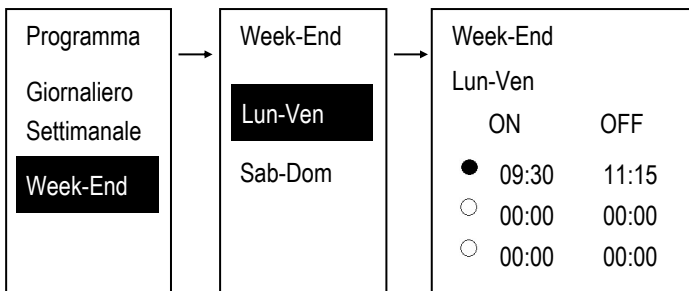 Programma
Giornaliero
Settimanale
Week-End
Week-End
Lun-Ven
Sab-Dom
Week-End
Lun-Ven
ON OFF
09:30 11:15
00:00 00:00
00:00 00:00